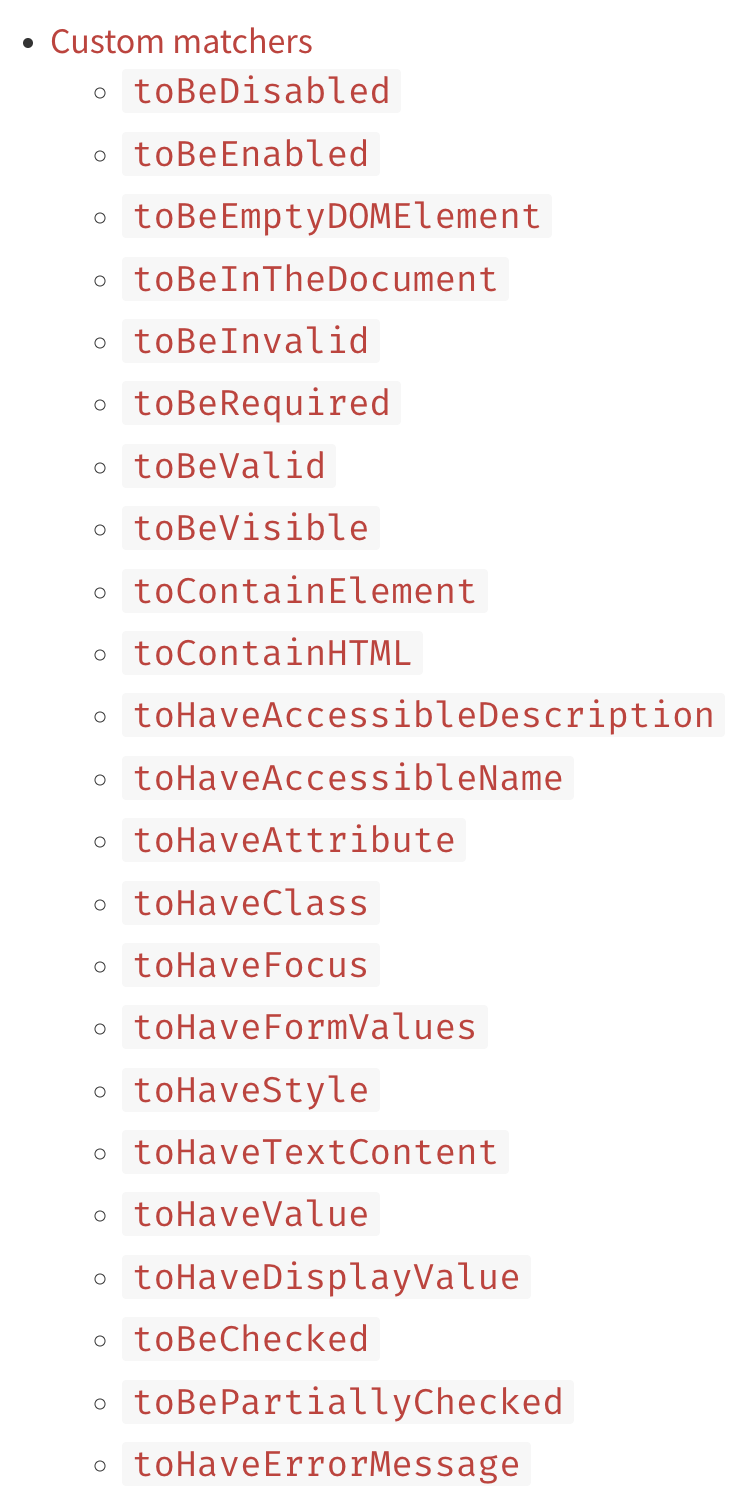 Custom matchers
toBeDisabled
toBeEnabled
toBeEmptyDOMElement
toBeInTheDocument
toBeInvalid
toBeRequired
toBeValid
toBeVisible
toContainElement
toContainHTML
toHaveAccessibleDescription
toHaveAccessibleName
toHaveAttribute
toHaveClass
toHaveFocus
toHaveFormValues
toHaveStyle
toHaveTextContent
toHaveValue
toHaveDisplayValue
toBeChecked
toBePartiallyChecked
toHaveErrorMessage